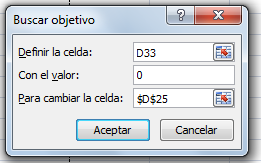 Buscar objetivo
Definir la celda: D33
Con el valor: 0
Para cambiar la celda: $D$25
Aceptar Cancelar